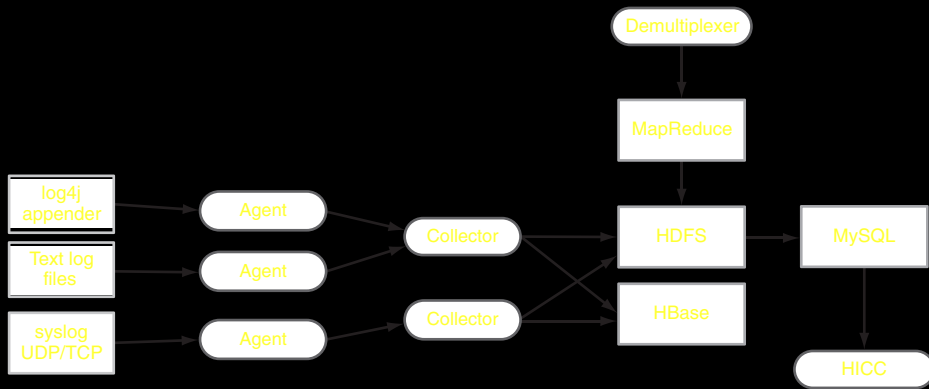 Demultiplexer
MapReduce
log4j
appender
Agent
Collector
HDFS
MySQL
Text log
files
Agent
HBase
syslog
UDP/TCP
Agent
Collector
HICC